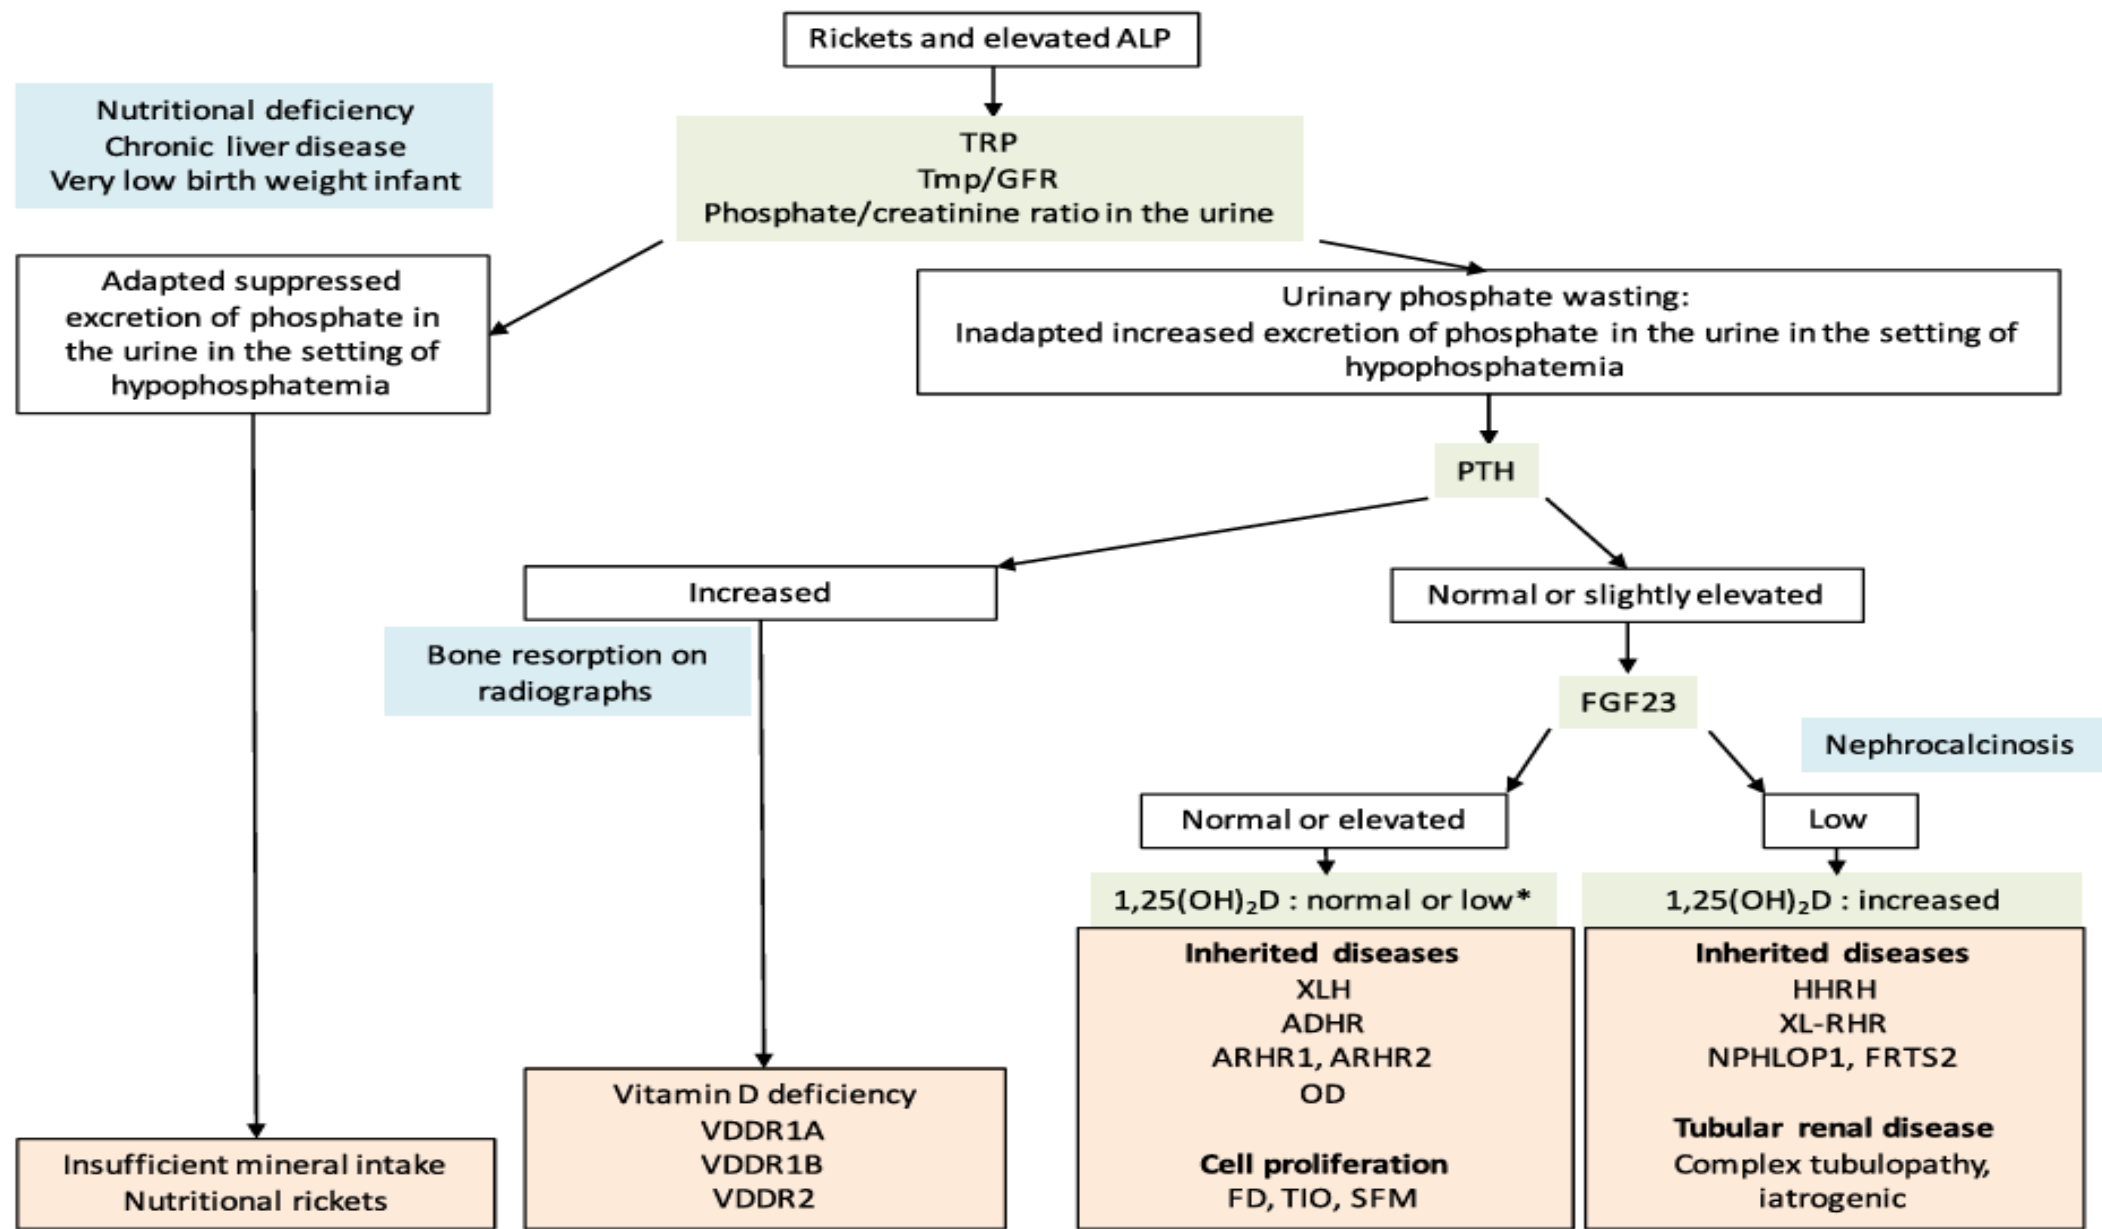 Rickets and elevated ALP
Nutritional deficiency
Chronic liver disease
Very low birth weight infant
TRP
Tmp/GFR
Phosphate/creatinine ratio in the urine
Adapted suppressed
excretion of phosphate in
the urine in the setting of
hypophosphatemia
Urinary phosphate wasting:
Inadapted increased excretion of phosphate in the urine in the setting of
hypophosphatemia
PTH
Increased
Normal or slightly elevated
Bone resorption on
radiographs
FGF23
Nephrocalcinosis
Normal or elevated
Low
1,25(OH)₂D : normal or low*
1,25(OH)₂D : increased
Inherited diseases
XLH
ADHR
ARHR1, ARHR2
OD
Cell proliferation
FD, TIO, SFM
Inherited diseases
HHRH
XL-RHR
NPHLOP1, FRTS2
Tubular renal disease
Complex tubulopathy,
iatrogenic
Vitamin D deficiency
VDDR1A
VDDR1B
VDDR2
Insufficient mineral intake
Nutritional rickets